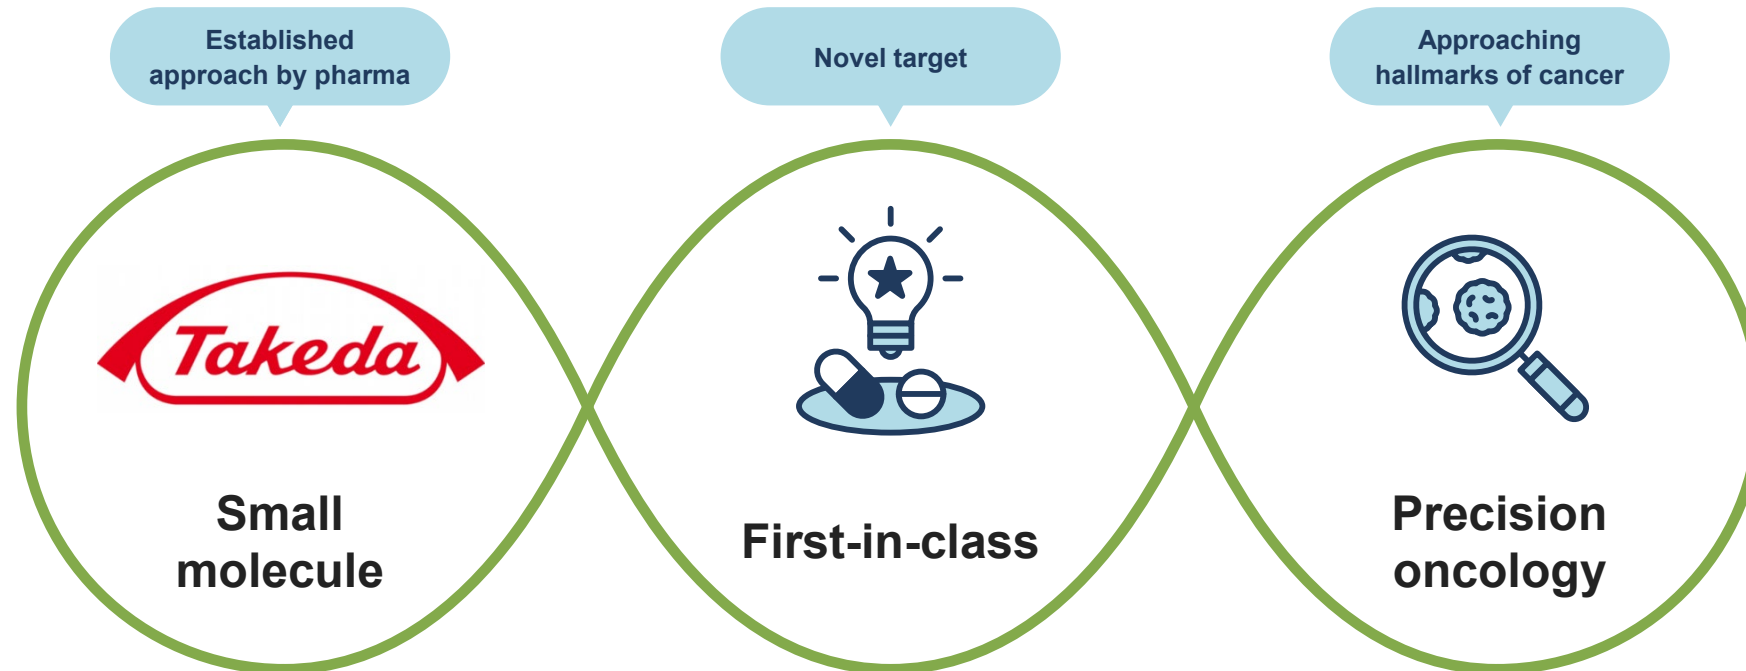 Established
approach by pharma
Novel target
Approaching
hallmarks of cancer
Takeda
Small
molecule
First-in-class
Precision
oncology